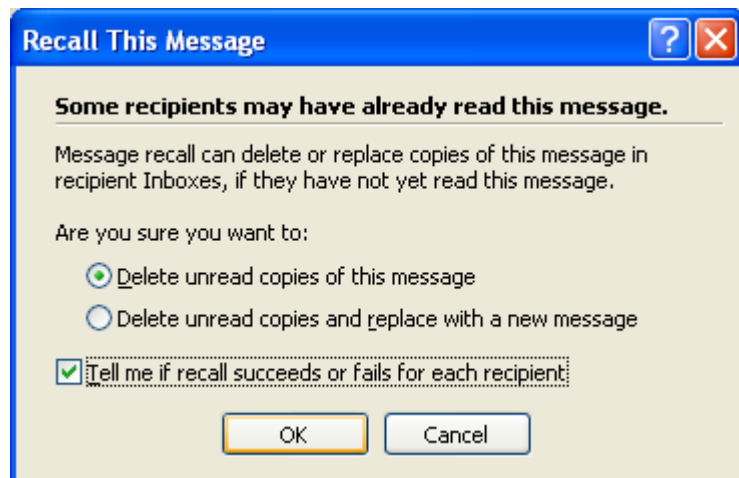 Recall This Message
Some recipients may have already read this message.
Message recall can delete or replace copies of this message in
recipient Inboxes, if they have not yet read this message.
Are you sure you want to:
Delete unread copies of this message
Delete unread copies and replace with a new message
Tell me if recall succeeds or fails for each recipient
OK
Cancel